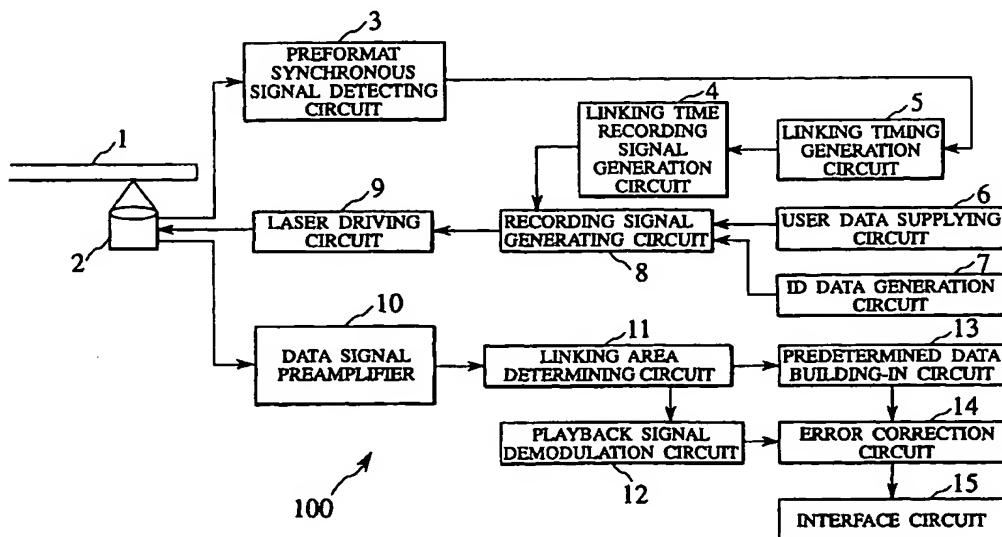 3
PREFORMAT
SYNCHRONOUS
SIGNAL DETECTING
CIRCUIT
4
LINKING TIME
RECORDING
SIGNAL
GENERATION
CIRCUIT
5
LINKING TIMING
GENERATION
CIRCUIT
1
2
9
LASER DRIVING
CIRCUIT
RECORDING SIGNAL
GENERATING CIRCUIT
8
6
USER DATA SUPPLYING
CIRCUIT
7
ID DATA GENERATION
CIRCUIT
10
DATA SIGNAL
PREAMPLIFIER
11
LINKING AREA
DETERMINING CIRCUIT
13
PREDETERMINED DATA
BUILDING-IN CIRCUIT
PLAYBACK SIGNAL
DEMODULATION CIRCUIT
12
14
ERROR CORRECTION
CIRCUIT
15
INTERFACE CIRCUIT
100